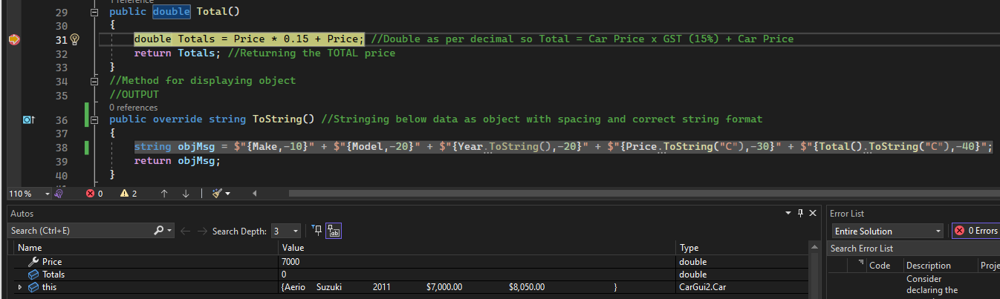 1 reference
29 public double Total()
30 {
31 double Totals = Price * 0.15 + Price; //Double as per decimal so Total = Car Price x GST (15%) + Car Price
32 return Totals; //Returning the TOTAL price
33 }
34 //Method for displaying object
35 //OUTPUT
0 references
36 public override string ToString() //Stringing below data as object with spacing and correct string format
37 {
38 string objMsg = $"{Make,-10}" + $"{Model,-20}" + $"{Year.ToString(),-20}" + $"{Price.ToString("C"),-30}" + $"{Total().ToString("C"),-40}";
39 return objMsg;
40 }
110 % 0 2
Autos
Error List
Search (Ctrl+E) Search Depth: 3
Entire Solution 0 Errors
Name Value Type
Search Error List
Price 7000 double
Code Description Proje
Totals 0 double
this {Aerio Suzuki 2011 $7,000.00 $8,050.00 } CarGui2.Car
Consider
declaring the